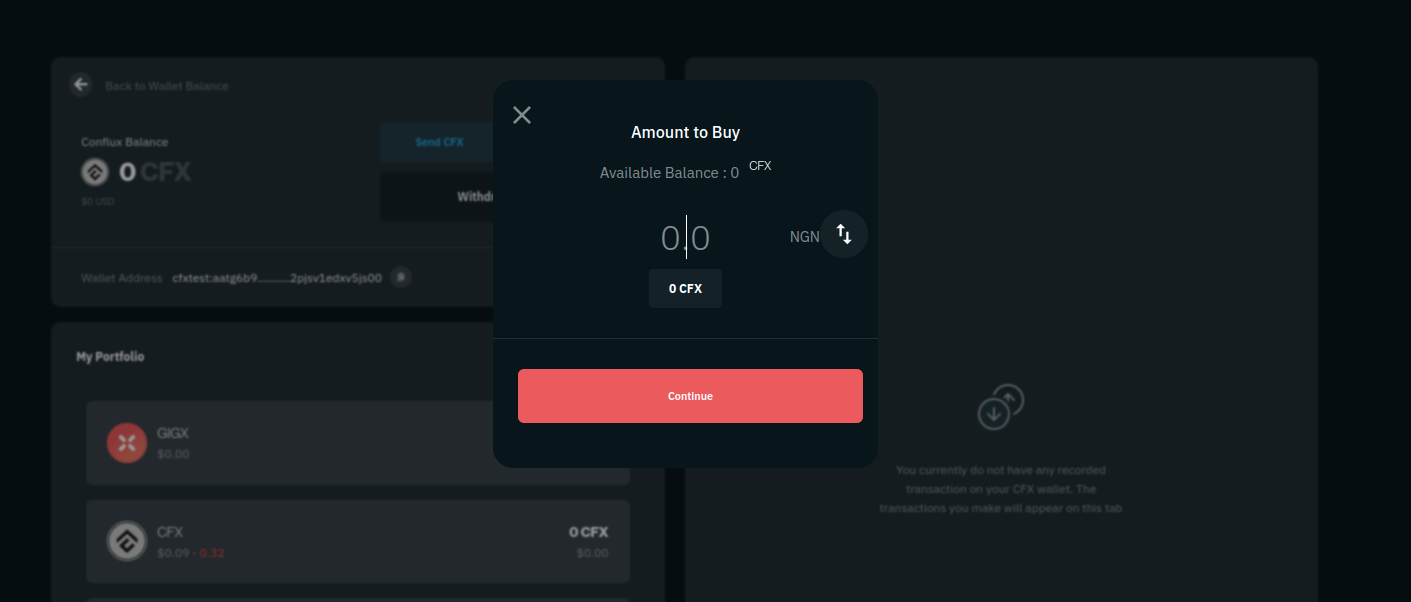 Back to Wallet Balance
Conflux Balance
0 CFX
$0 USD
Send CFX
Wallet Address cfxtest:aatg6b9..........2pjsv1edxv5js00
My Portfolio
GIGX
$0.00
CFX
$0.09 - 0.32
0 CFX
$0.00
Amount to Buy
Available Balance : 0 CFX
0.0
NGN
0 CFX
Continue
You currently do not have any recorded
transaction on your CFX wallet. The
transactions you make will appear on this tab